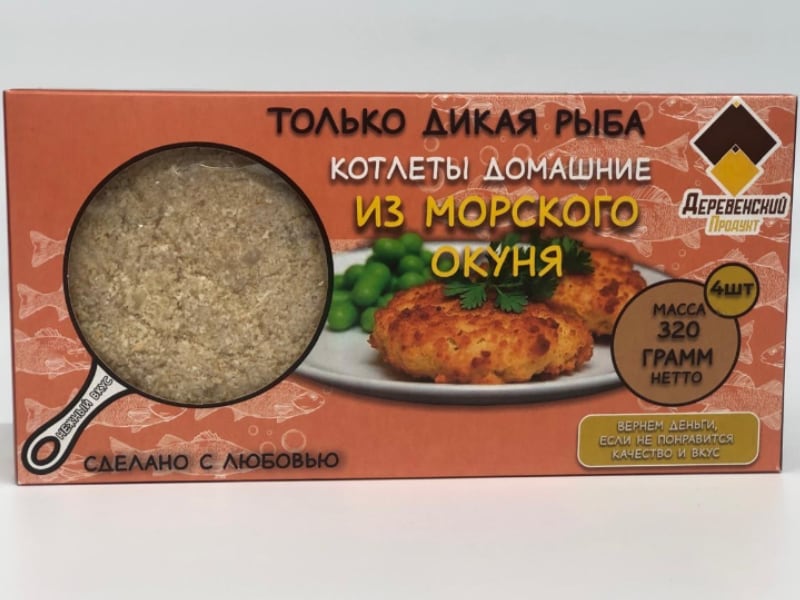 ТОЛЬКО ДИКАЯ РЫБА
КОТЛЕТЫ ДОМАШНИЕ
ИЗ МОРСКОГО
ОКУНЯ
ДЕРЕВЕНСКИЙ
ПРОДУКТ
4ШТ
МАССА
320
ГРАММ
НЕТТО
ВЕРНЕМ ДЕНЬГИ,
ЕСЛИ НЕ ПОНРАВИТСЯ
КАЧЕСТВО И ВКУС
НЕЖНЫЙ ВКУС
СДЕЛАНО С ЛЮБОВЬЮ